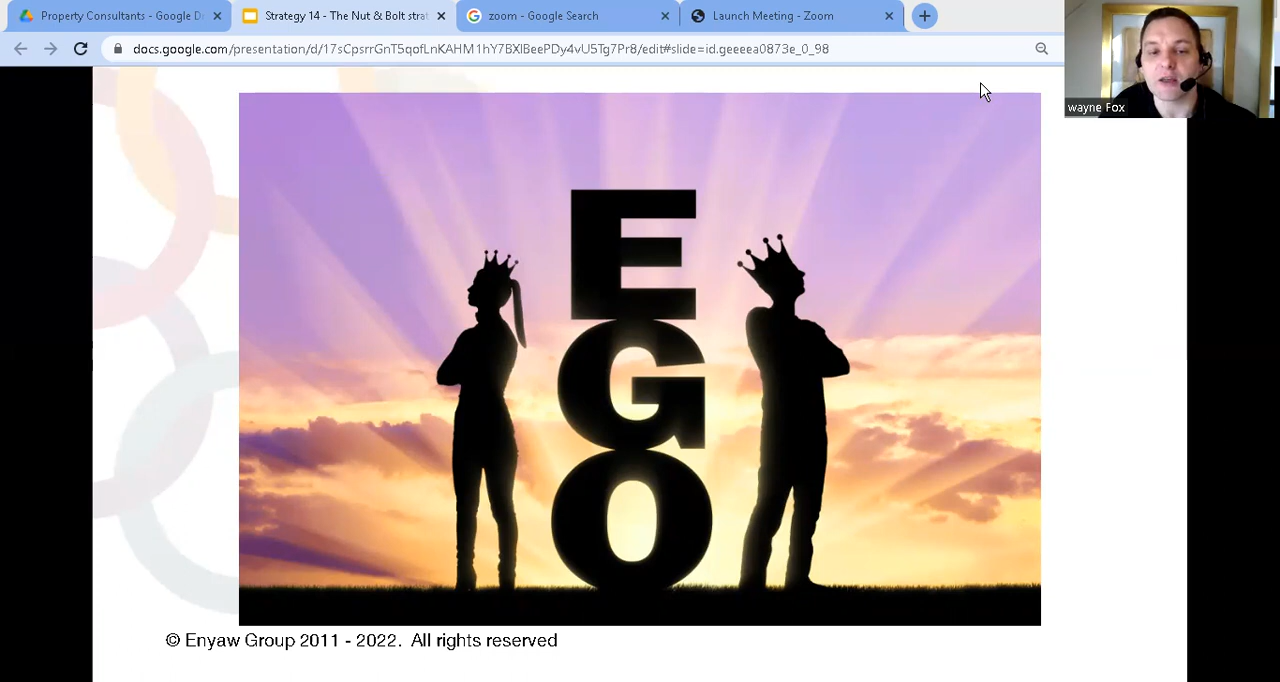 Property Consultants - Google Di
Strategy 14 - The Nut & Bolt strat
zoom - Google Search
Launch Meeting - Zoom
docs.google.com/presentation/d/17sCpsrrGnT5qofLnKAHM1hY7BXlBeePDy4vU5Tg7Pr8/edit#slide=id.geeeea0873e_0_98
wayne Fox
E
G
O
© Enyaw Group 2011 - 2022. All rights reserved